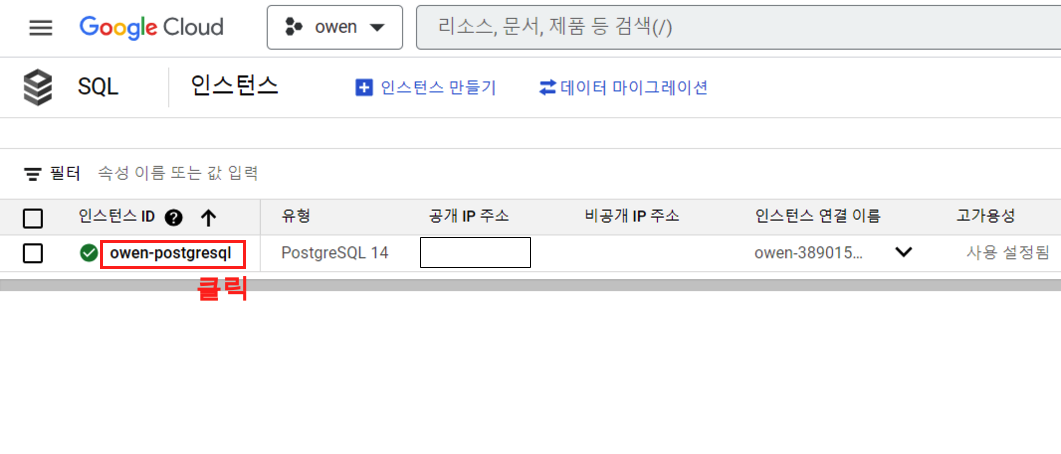 Google Cloud owen 리소스, 문서, 제품 등 검색(/)
SQL 인스턴스 인스턴스 만들기 데이터 마이그레이션
필터 속성 이름 또는 값 입력
인스턴스 ID ? 유형 공개 IP 주소 비공개 IP 주소 인스턴스 연결 이름 고가용성
owen-postgresql PostgreSQL 14 owen-389015... 사용 설정됨
클릭